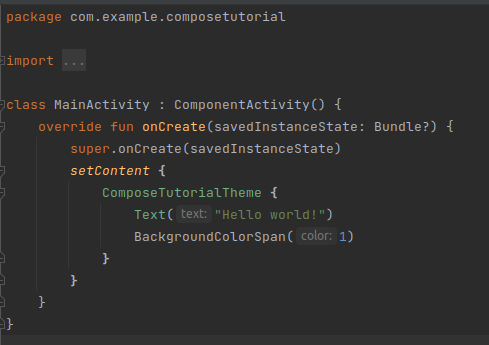 package com.example.composetutorial
import ...
class MainActivity : ComponentActivity() {
override fun onCreate(savedInstanceState: Bundle?) {
super.onCreate(savedInstanceState)
setContent {
ComposeTutorialTheme {
Text( text: "Hello world!")
BackgroundColorSpan( color: 1)
}
}
}
}